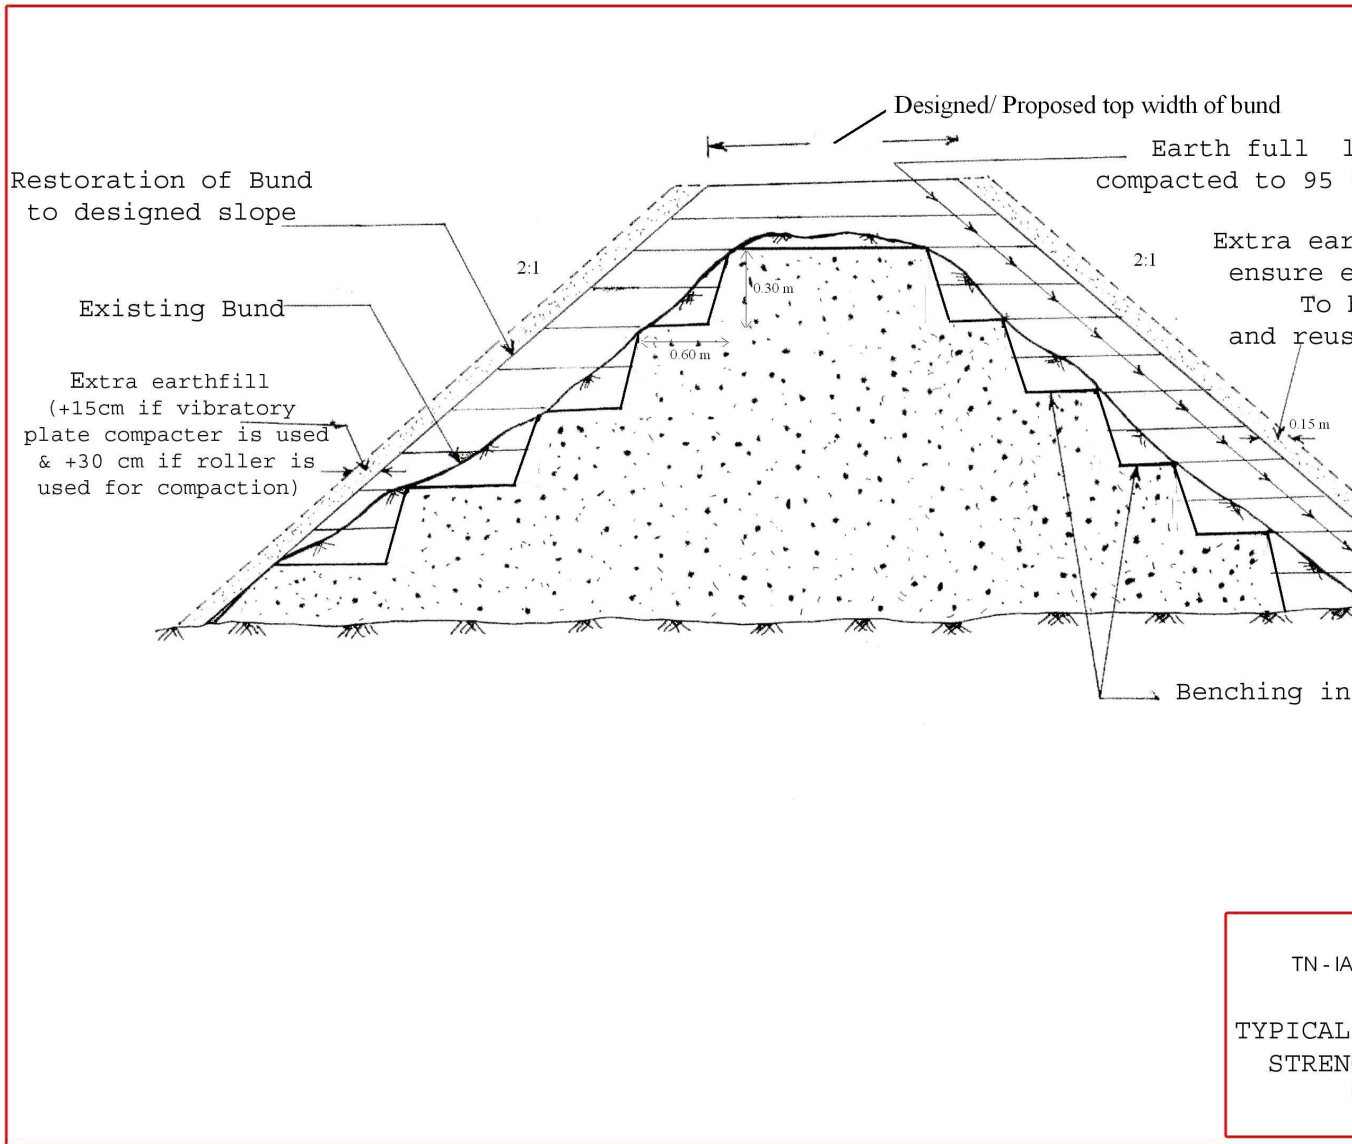 Designed/ Proposed top width of bund
Earth full l
compacted to 95
Restoration of Bund
to designed slope
Extra ear
ensure e
To
and reus
2:1
2:1
Existing Bund
0.30 m
0.60 m
Extra earthfill
(+15cm if vibratory
plate compacter is used
& +30 cm if roller is
used for compaction)
0.15 m
Benching in
TN - IA
TYPICAL
STREN